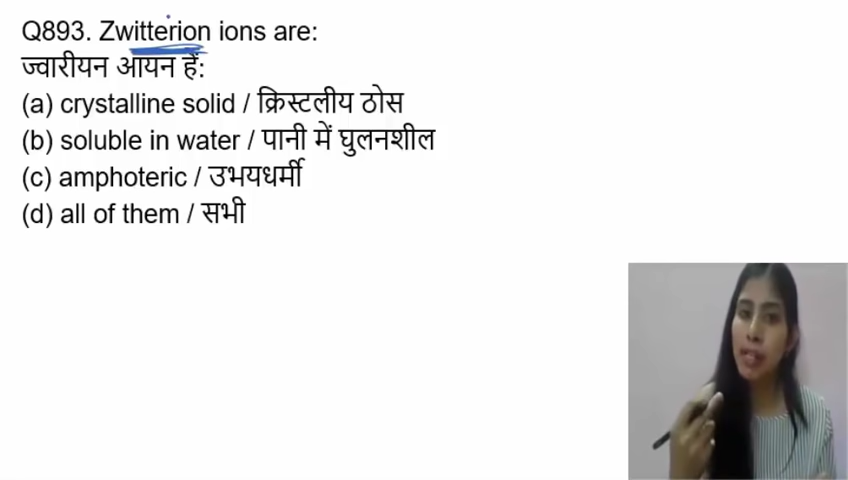 Q893. Zwitterion ions are:
ज्वारीयन आयन हैं:
(a) crystalline solid / क्रिस्टलीय ठोस
(b) soluble in water / पानी में घुलनशील
(c) amphoteric / उभयधर्मी
(d) all of them / सभी